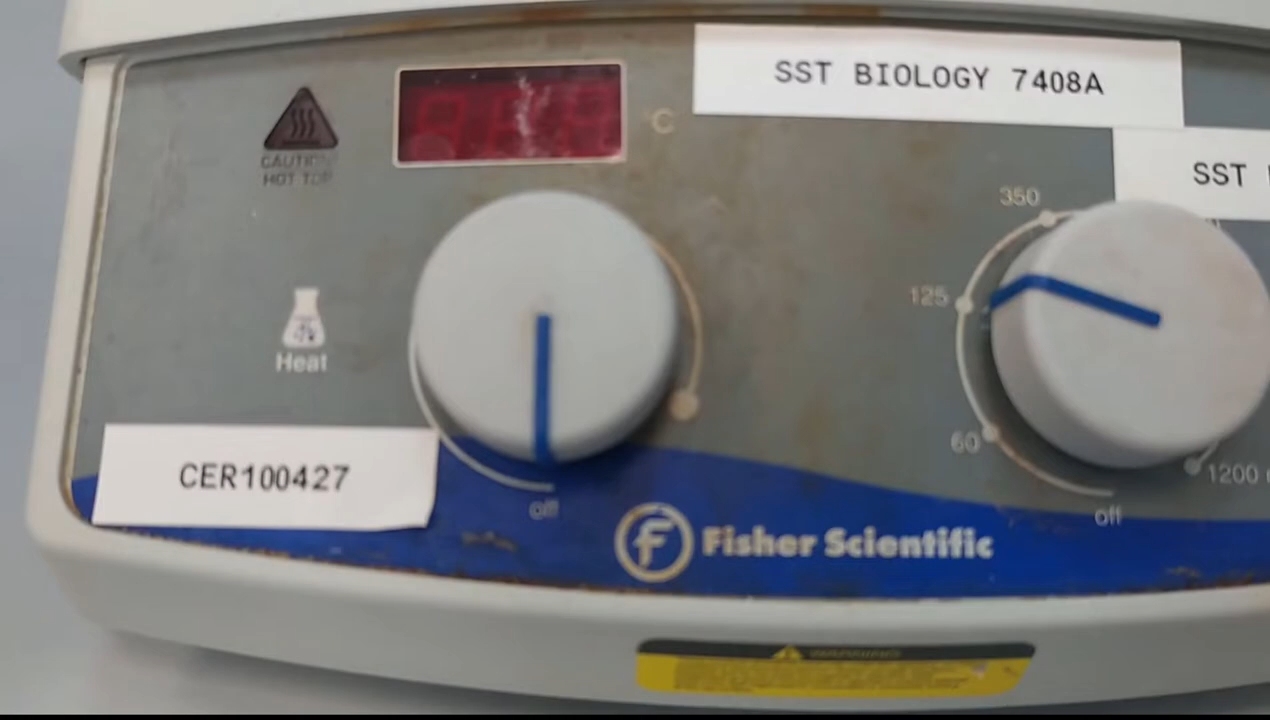 SST BIOLOGY 7408A
C
CAUTION
HOT TOP
SST
350
125
Heat
60
1200
CER100427
off
off
Fisher Scientific